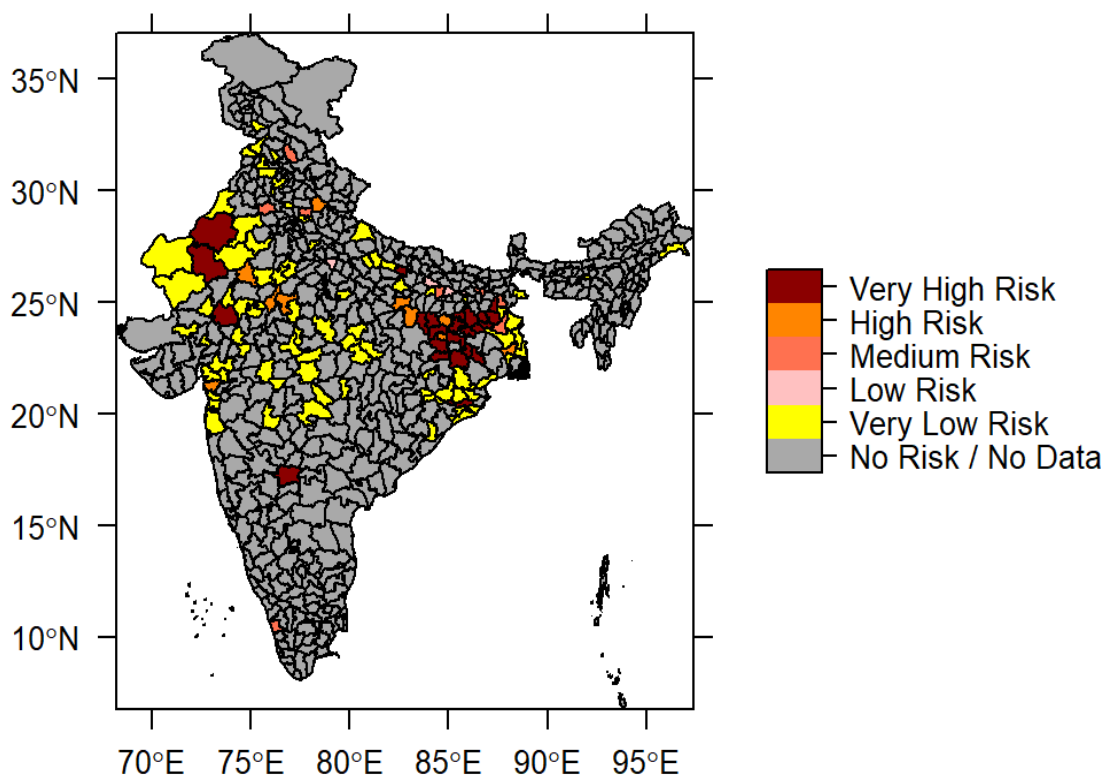 35°N
30°N
25°N
20°N
15°N
10°N
70°E 75°E 80°E 85°E 90°E 95°E
Very High Risk
High Risk
Medium Risk
Low Risk
Very Low Risk
No Risk / No Data